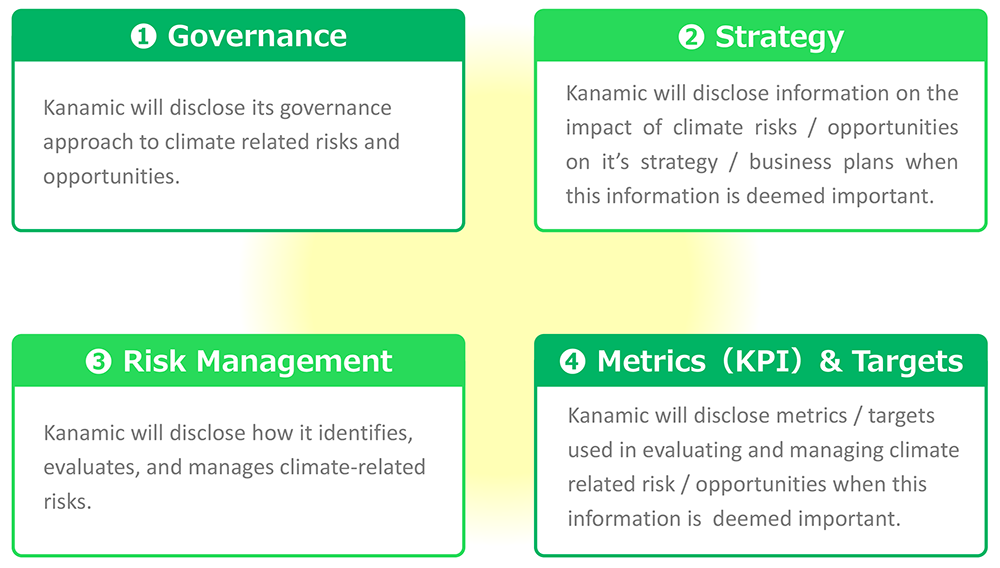 ❶ Governance
Kanamic will disclose its governance
approach to climate related risks and
opportunities.
❷ Strategy
Kanamic will disclose information on the
impact of climate risks / opportunities
on it’s strategy / business plans when
this information is deemed important.
❸ Risk Management
Kanamic will disclose how it identifies,
evaluates, and manages climate-related
risks.
❹ Metrics（KPI）& Targets
Kanamic will disclose metrics / targets
used in evaluating and managing climate
related risk / opportunities when this
information is  deemed important.